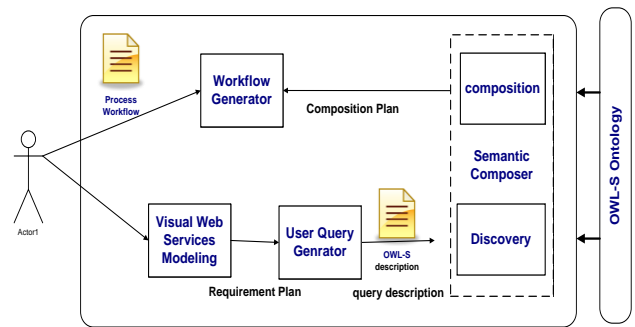 Process
Workflow
Workflow
Generator
Composition Plan
composition
Semantic
Composer
Discovery
OWL-S Ontology
Actor1
Visual Web
Services
Modeling
User Query
Genrator
OWL-S
description
Requirement Plan
query description